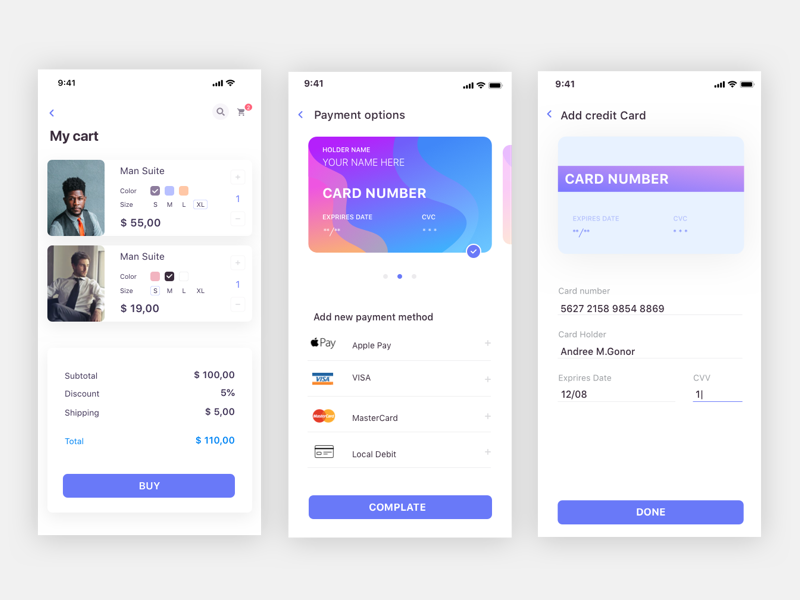 9:41
2
My cart
Man Suite
Color
Size S M L XL
$ 55,00
+
1
−
Man Suite
Color
Size S M L XL
$ 19,00
+
1
−
Subtotal $ 100,00
Discount 5%
Shipping $ 5,00
Total $ 110,00
BUY
9:41
Payment options
HOLDER NAME
YOUR NAME HERE
CARD NUMBER
EXPRIRES DATE CVC
**/** ***
Add new payment method
Pay Apple Pay +
VISA VISA +
MasterCard MasterCard +
Local Debit +
COMPLATE
9:41
Add credit Card
CARD NUMBER
EXPRIRES DATE CVC
**/** ***
Card number
5627 2158 9854 8869
Card Holder
Andree M.Gonor
Exprires Date CVV
12/08 1
DONE